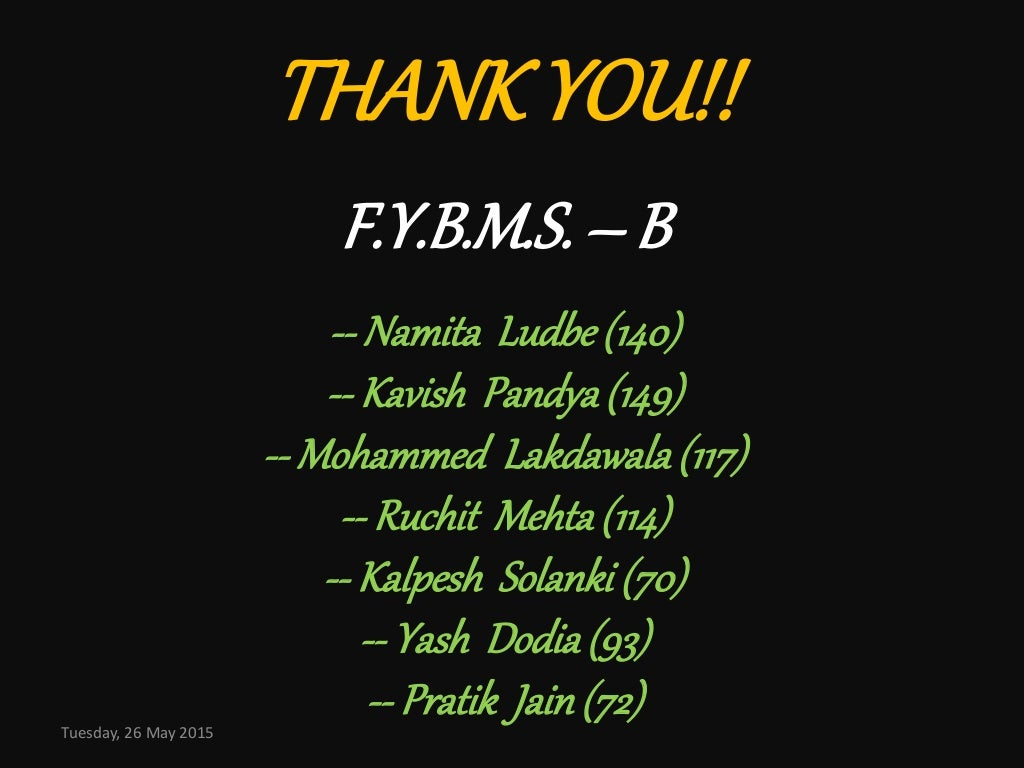 THANK YOU!!
F.Y.B.M.S. – B
-- Namita Ludbe (140)
-- Kavish Pandya (149)
-- Mohammed Lakdawala (117)
-- Ruchit Mehta (114)
-- Kalpesh Solanki (70)
-- Yash Dodia (93)
-- Pratik Jain (72)
Tuesday, 26 May 2015